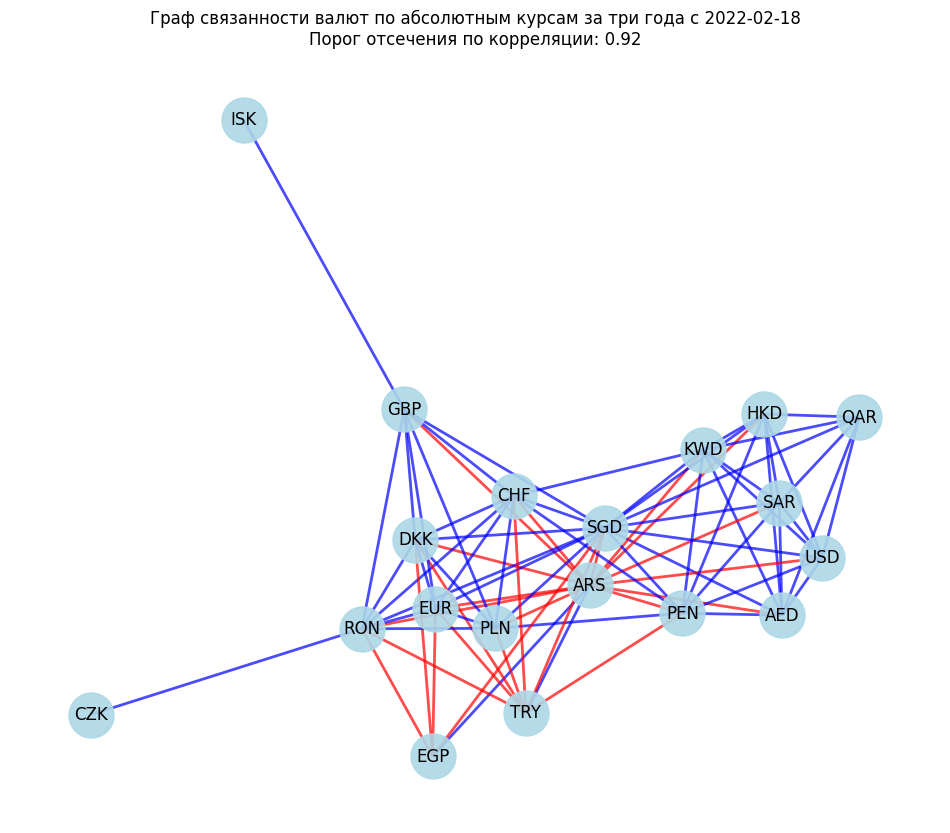 Граф связанности валют по абсолютным курсам за три года с 2022-02-18
Порог отсечения по корреляции: 0.92
ISK
GBP
HKD
QAR
KWD
CHF
SAR
SGD
DKK
USD
ARS
EUR
PEN
AED
RON
PLN
TRY
CZK
EGP